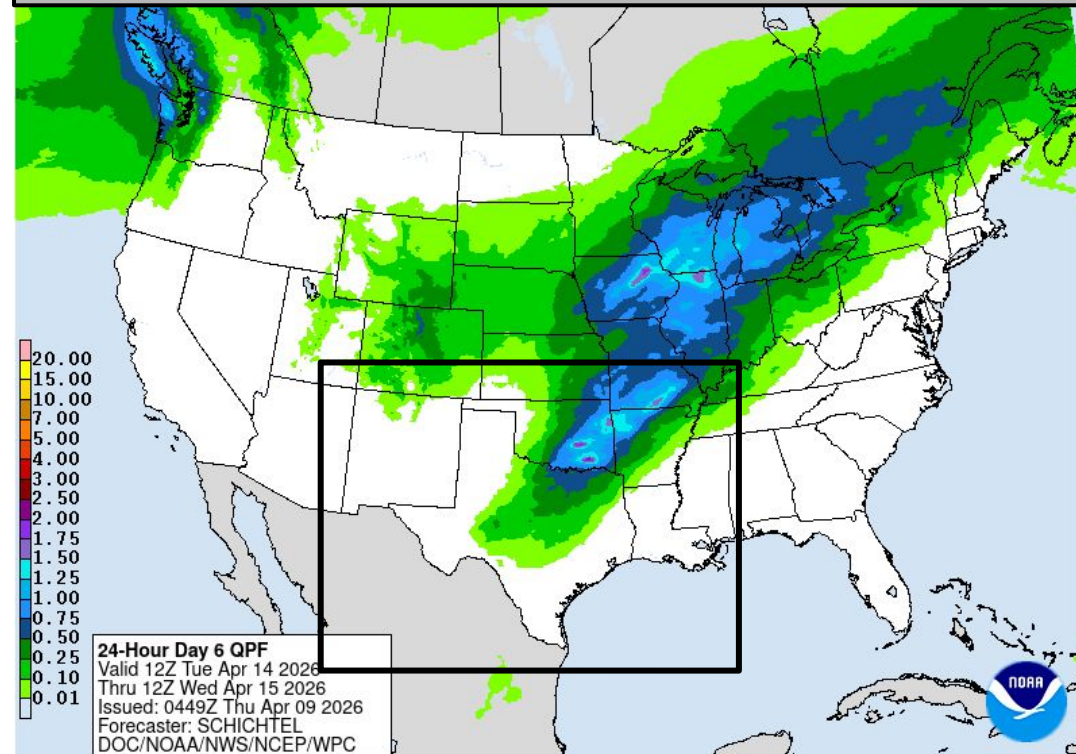 20.00
15.00
10.00
7.00
5.00
4.00
3.00
2.50
2.00
1.75
1.50
1.25
1.00
0.75
0.50
0.25
0.10
0.01
24-Hour Day 6 QPF
Valid 12Z Tue Apr 14 2026
Thru 12Z Wed Apr 15 2026
Issued: 0449Z Thu Apr 09 2026
Forecaster: SCHICHTEL
DOC/NOAA/NWS/NCEP/WPC
NOAA